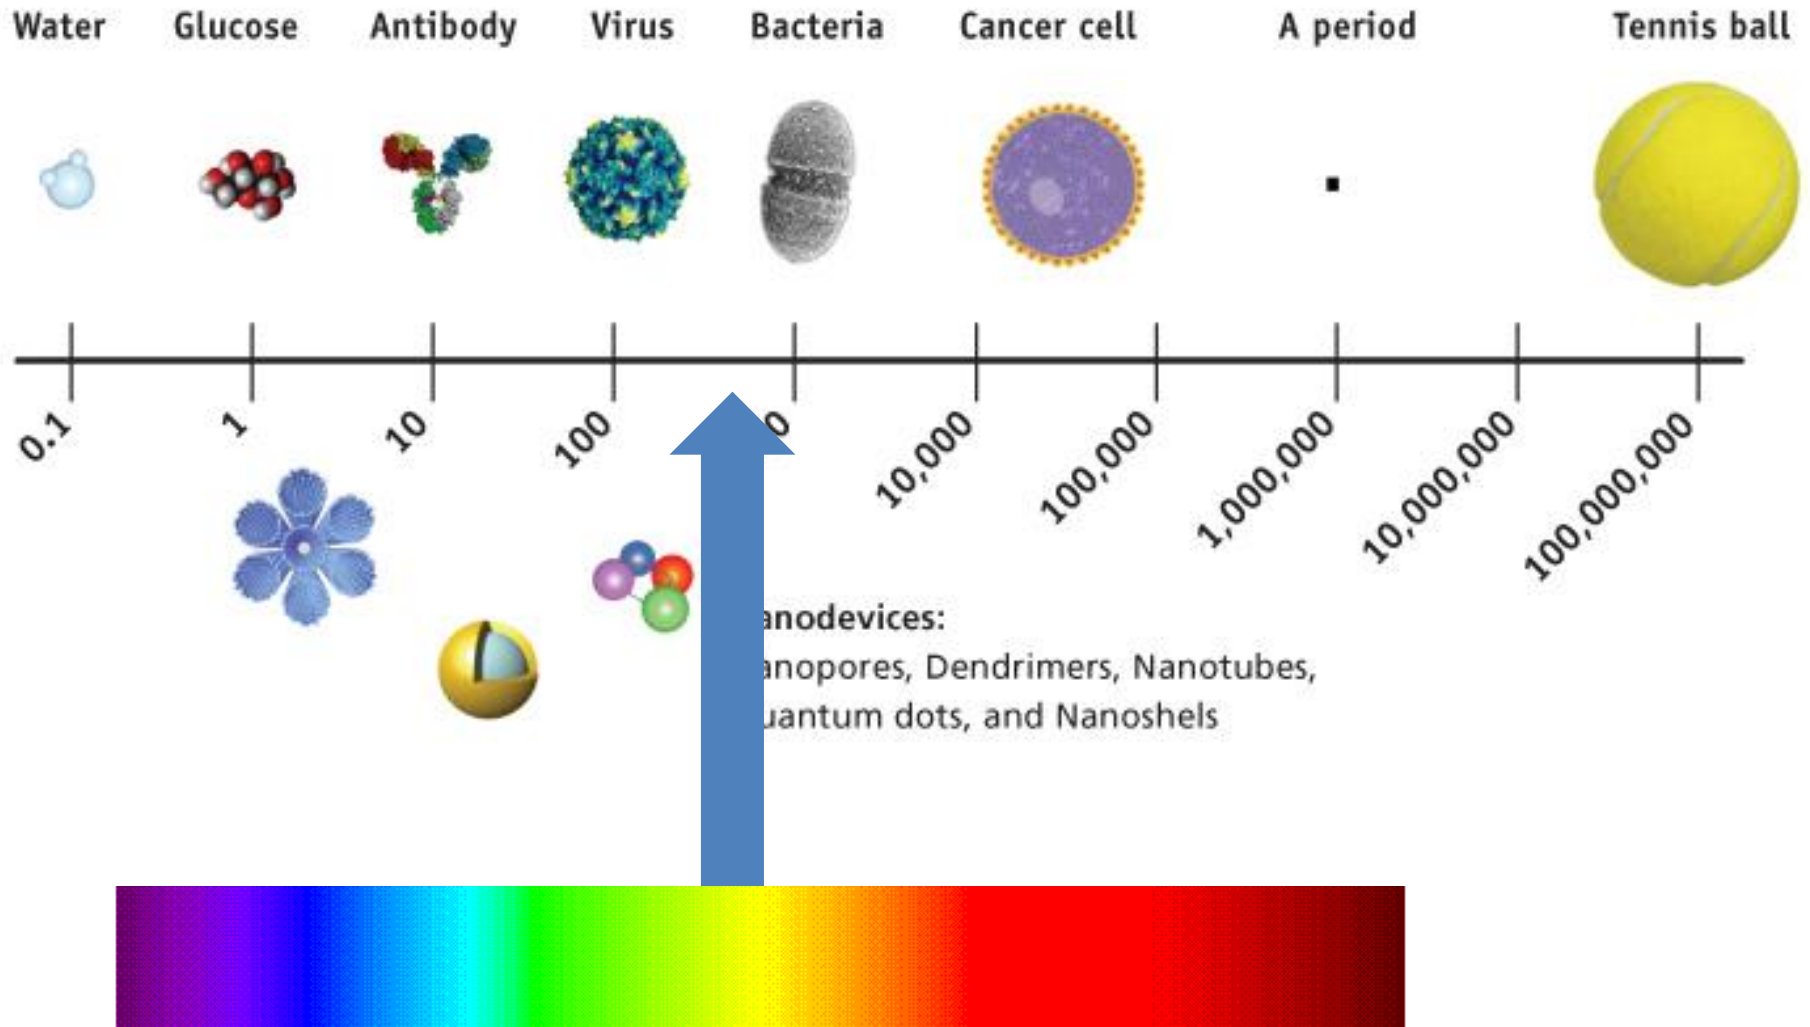 Water Glucose Antibody Virus Bacteria Cancer cell A period Tennis ball
0.1 1 10 100 0 10,000 100,000 1,000,000 10,000,000 100,000,000
anodevices:
anopores, Dendrimers, Nanotubes,
uantum dots, and Nanoshels